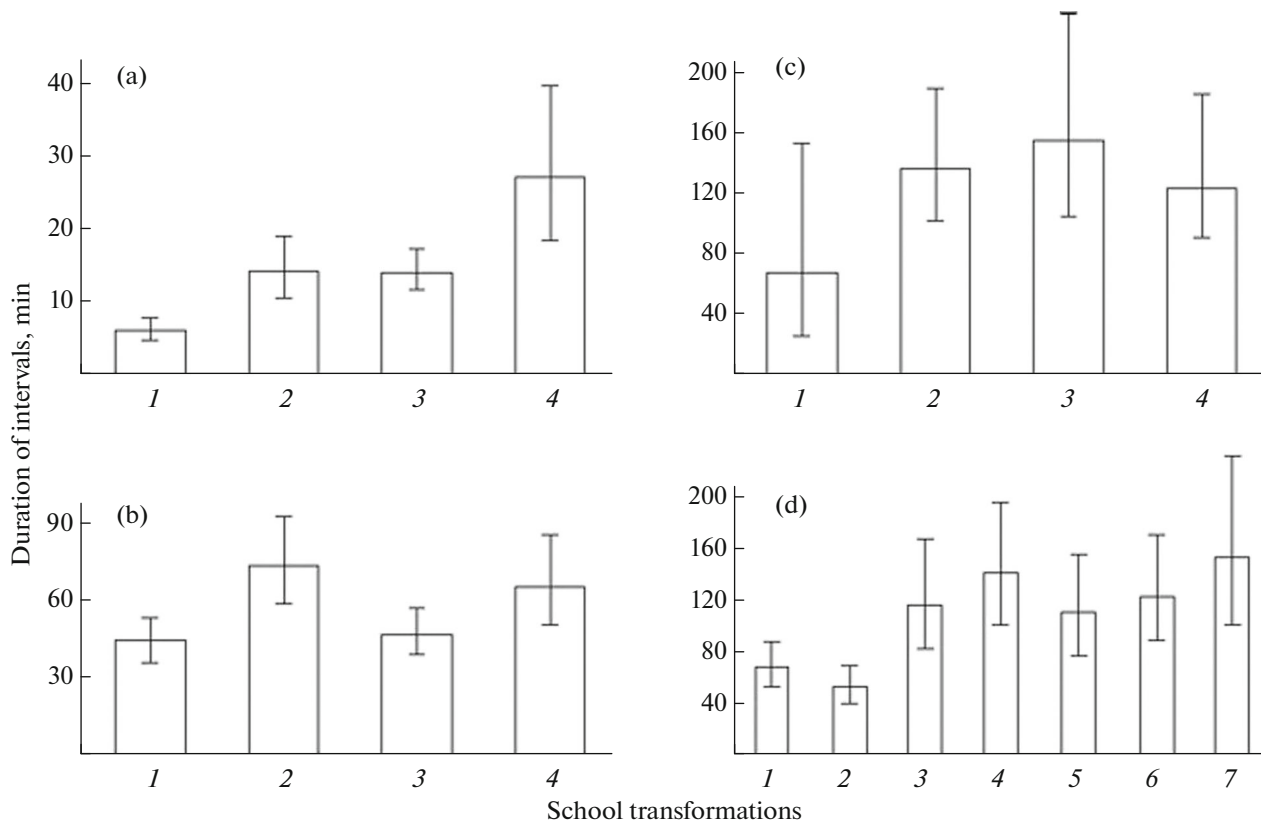 Duration of intervals, min
(a)
40
30
20
10
1 2 3 4
(b)
90
60
30
1 2 3 4
(c)
200
160
120
80
40
1 2 3 4
(d)
200
160
120
80
40
1 2 3 4 5 6 7
School transformations